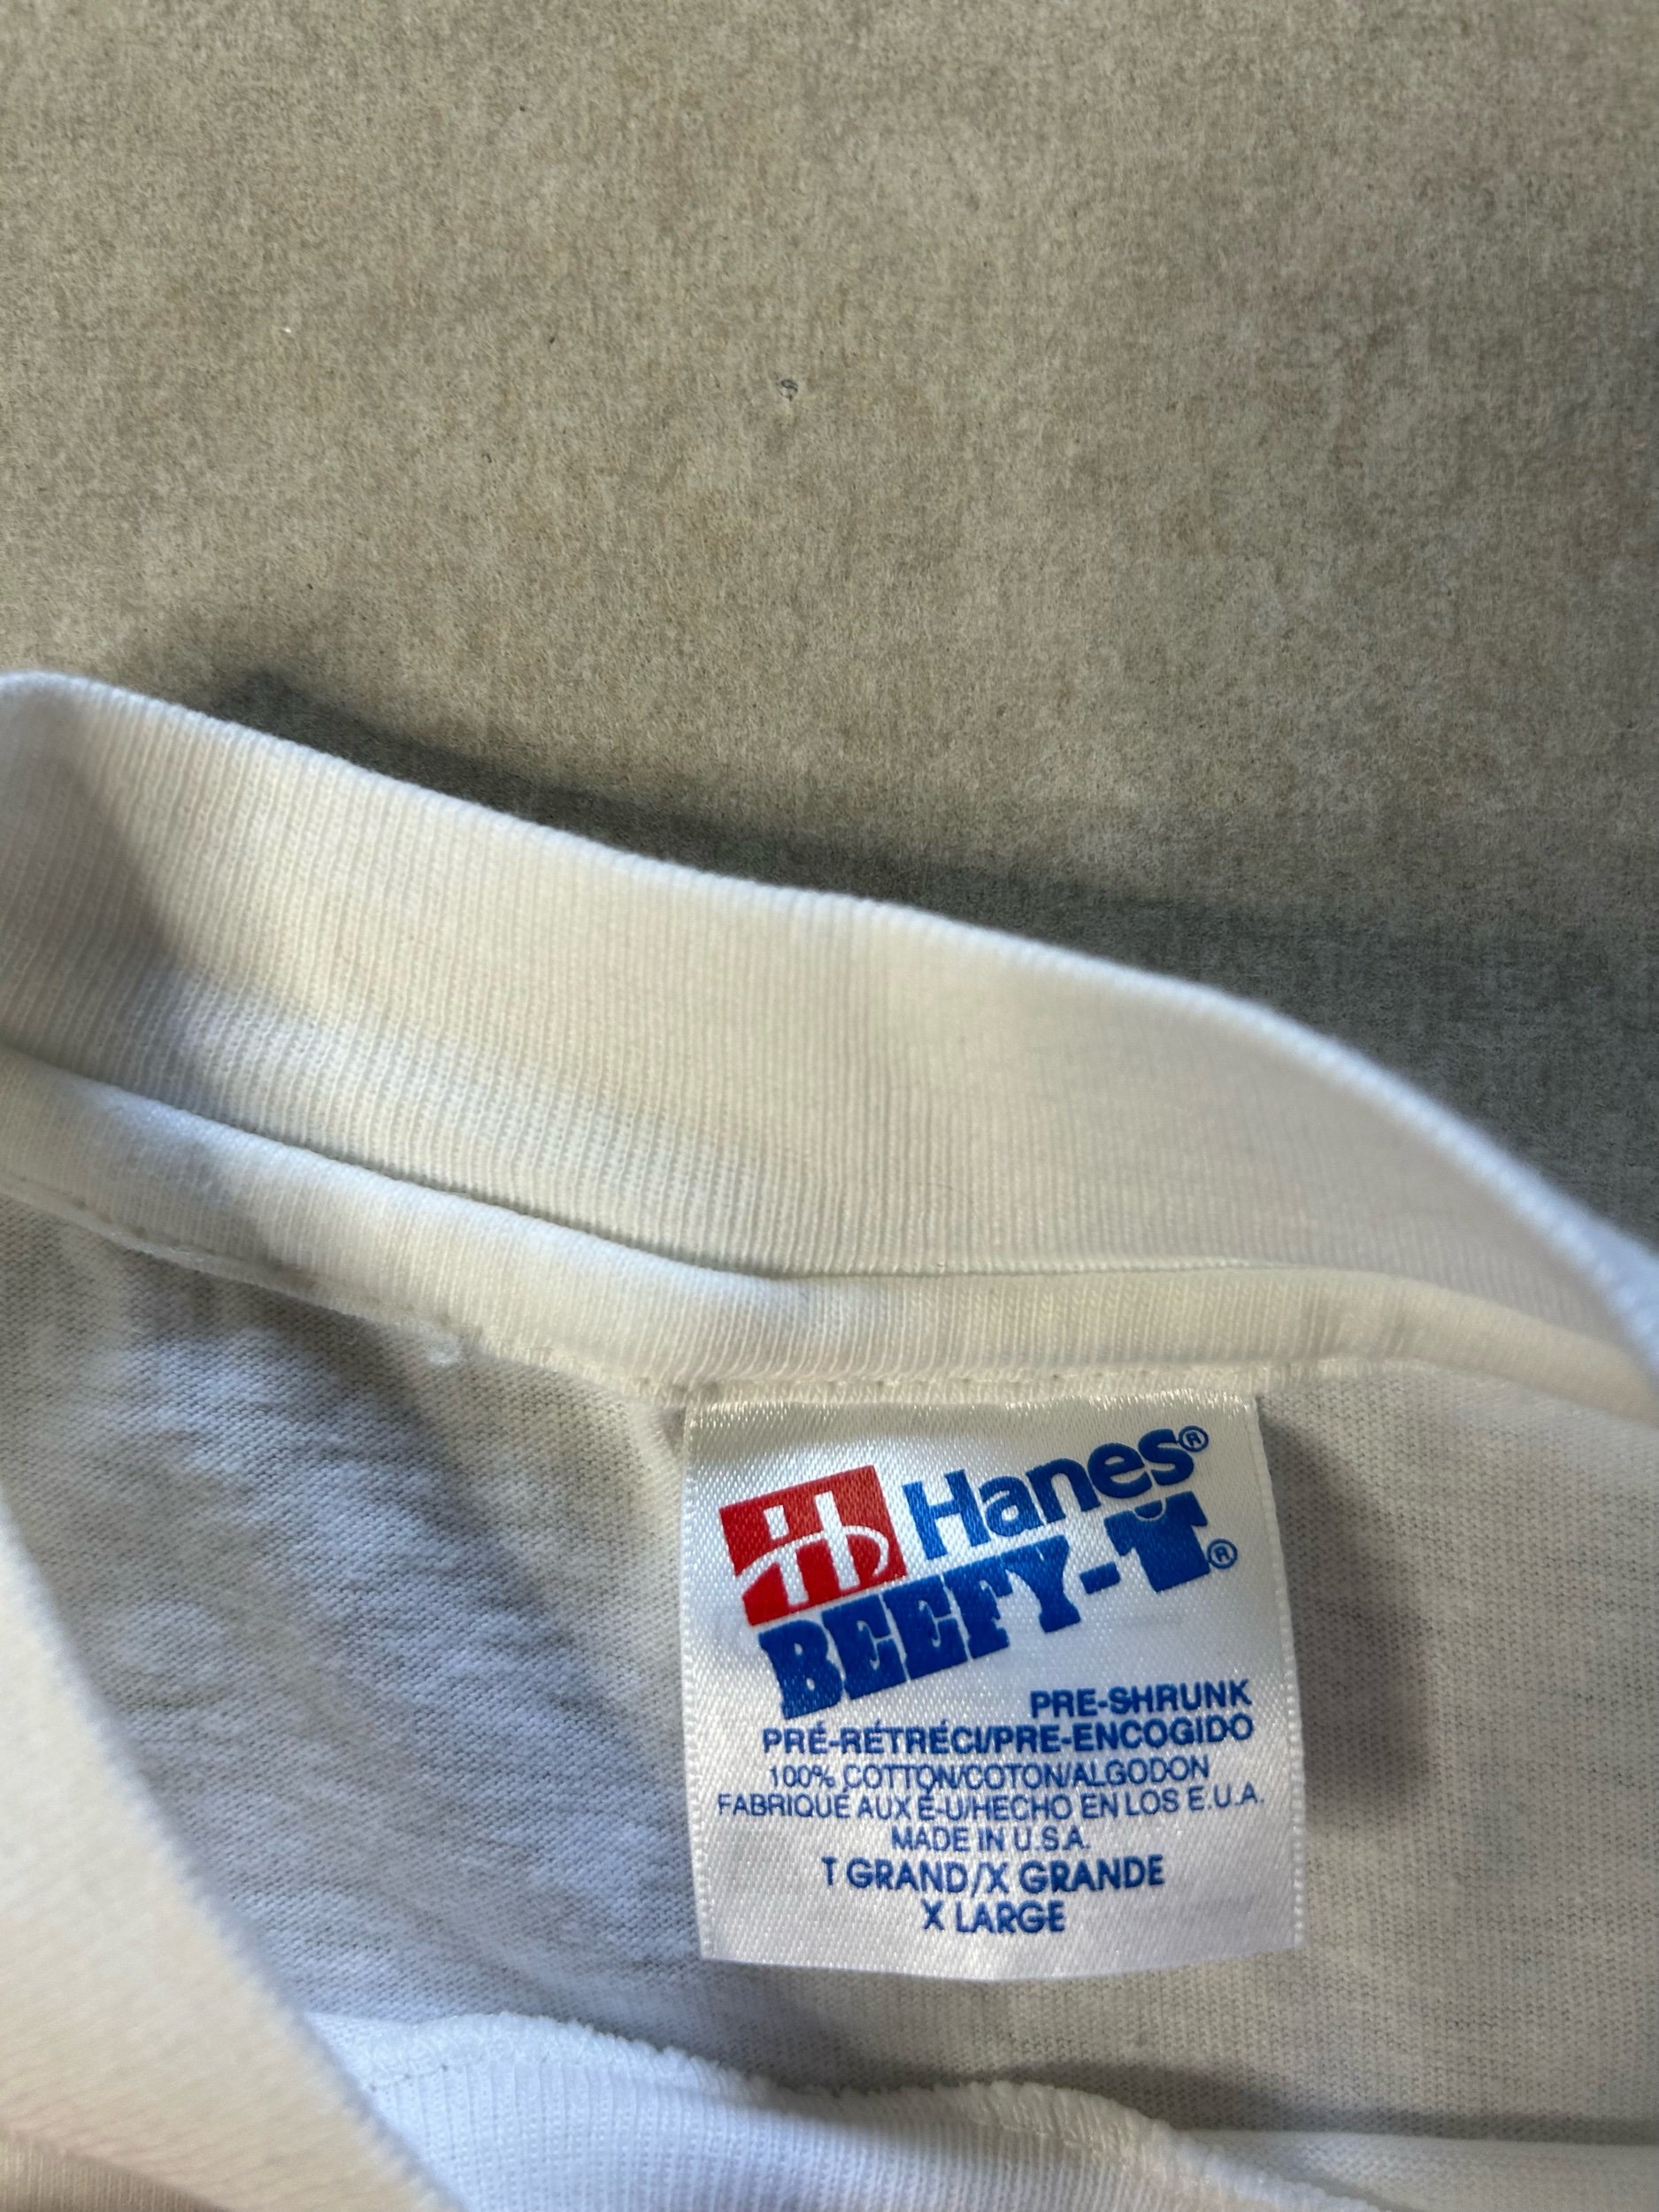 Hanes®
BEEFY-T®
PRE-SHRUNK
PRÉ-RÉTRÉCI/PRE-ENCOGIDO
100% COTTON/COTON/ALGODON
FABRIQUÉ AUX É-U/HECHO EN LOS E.U.A.
MADE IN U.S.A.
T GRAND/X GRANDE
X LARGE